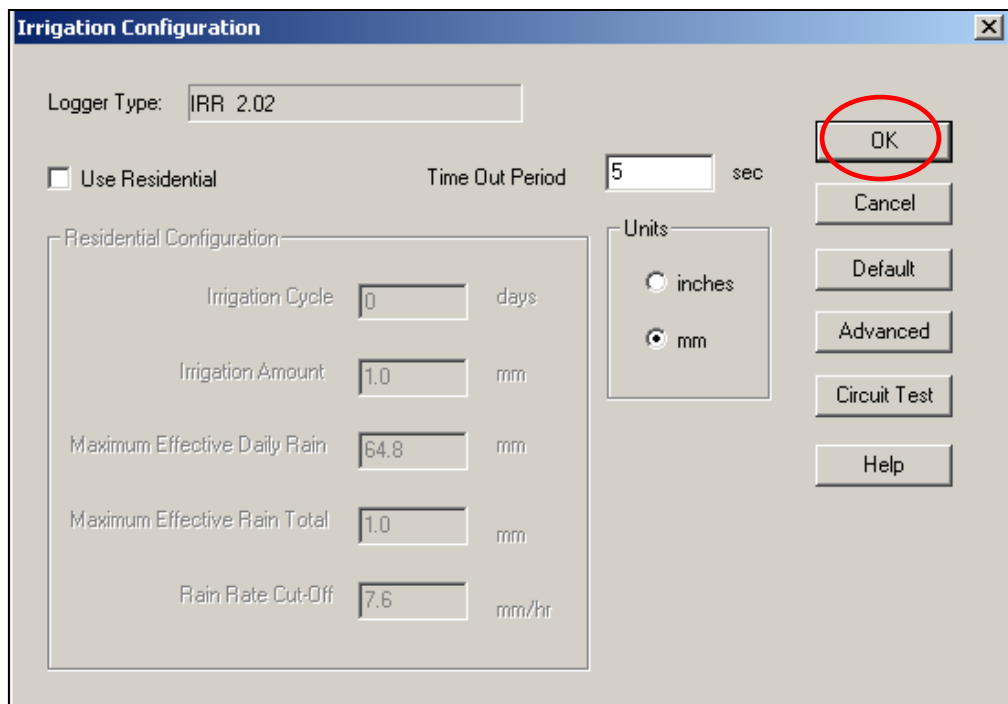 Irrigation Configuration
Logger Type: IRR 2.02
Use Residential
Time Out Period 5 sec
Residential Configuration
Irrigation Cycle 0 days
Irrigation Amount 1.0 mm
Maximum Effective Daily Rain 64.8 mm
Maximum Effective Rain Total 1.0 mm
Rain Rate Cut-Off 7.6 mm/hr
Units
inches
mm
OK
Cancel
Default
Advanced
Circuit Test
Help